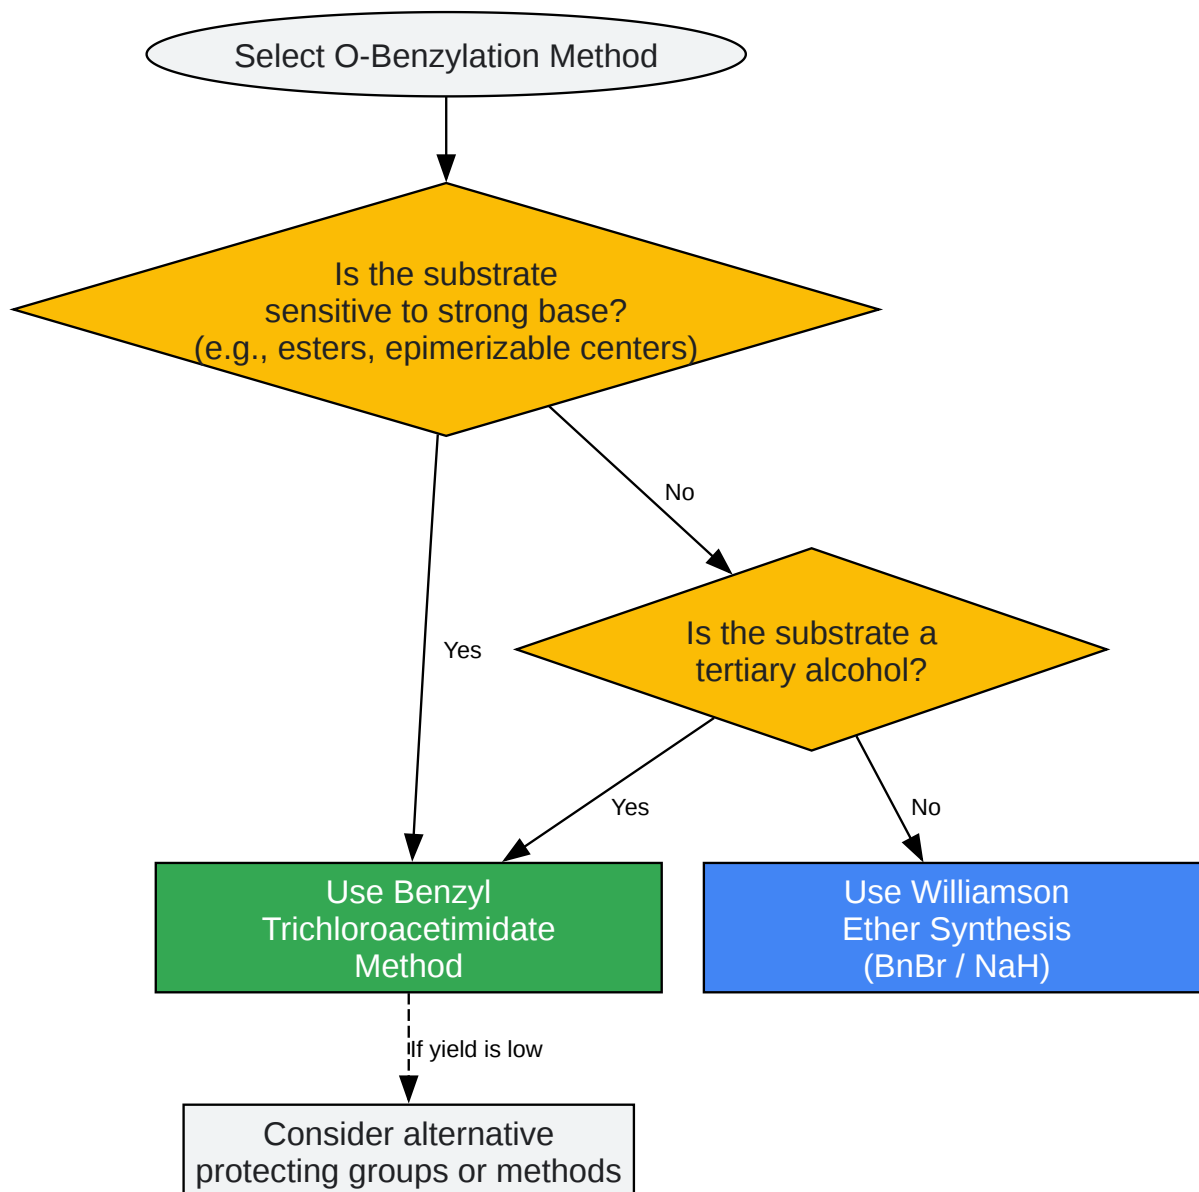 Select O-Benzylation Method
Is the substrate
sensitive to strong base?
(e.g., esters, epimerizable centers)
No
Yes
Is the substrate a
tertiary alcohol?
Yes
No
Use Benzyl
Trichloroacetimidate
Method
Use Williamson
Ether Synthesis
(BnBr / NaH)
If yield is low
Consider alternative
protecting groups or methods